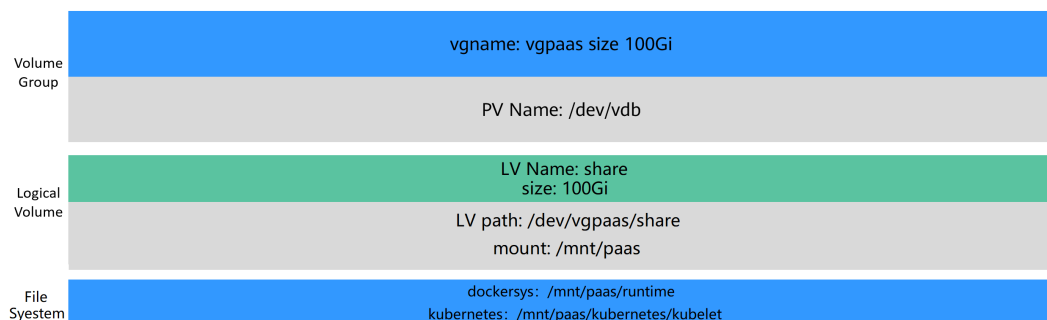 vgname: vgpaas size 100Gi
Volume
Group
PV Name: /dev/vdb
LV Name: share
size: 100Gi
Logical
Volume
LV path: /dev/vgpaas/share
mount: /mnt/paas
File
Syestem
dockersys: /mnt/paas/runtime
kubernetes: /mnt/paas/kubernetes/kubelet